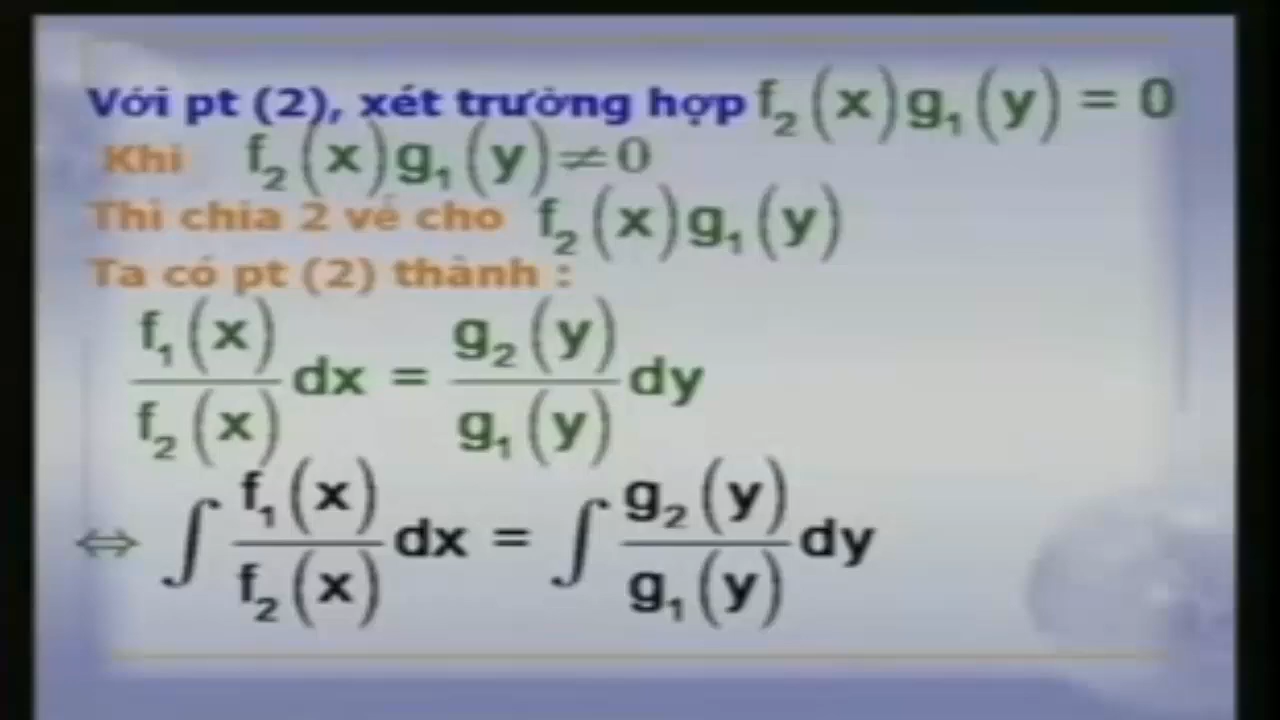 Với pt (2), xét trường hợp f₂(x)g₁(y) = 0
Khi f₂(x)g₁(y)≠0
Thì chia 2 vế cho f₂(x)g₁(y)
Ta có pt (2) thành :
f₁(x)/f₂(x) dx = g₂(y)/g₁(y) dy
⇔ ∫ f₁(x)/f₂(x) dx = ∫ g₂(y)/g₁(y) dy